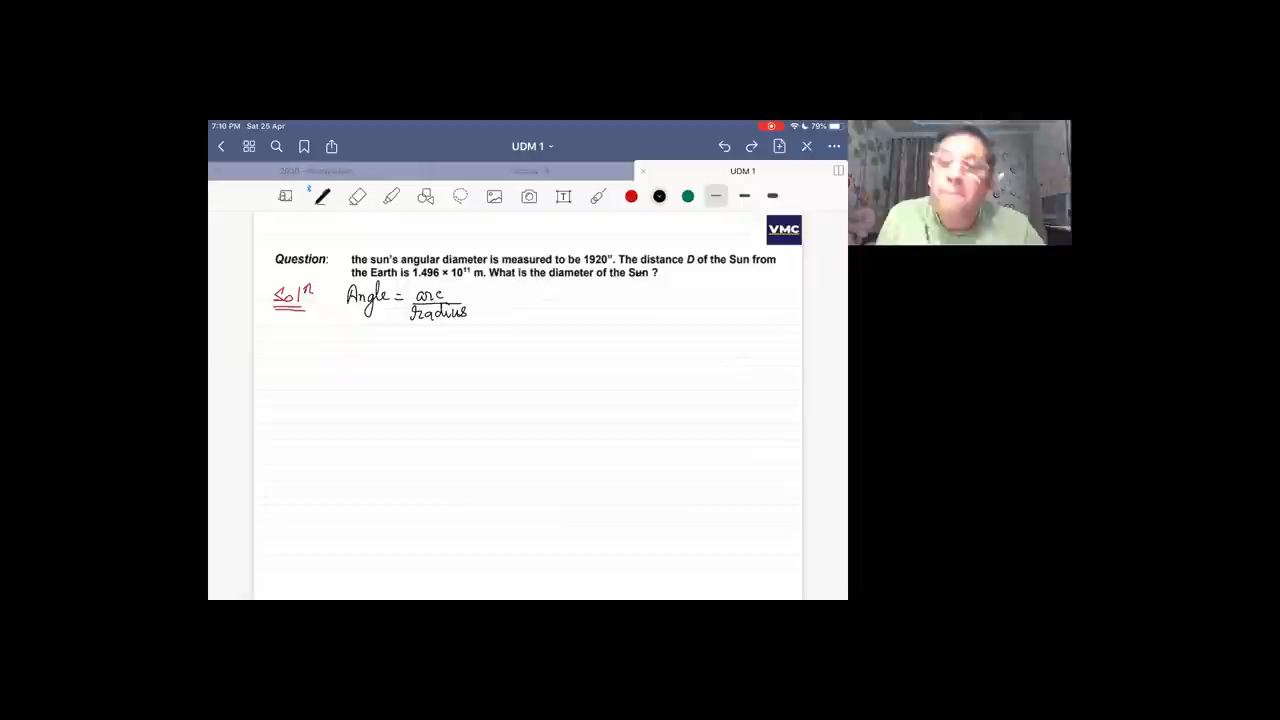 7:10 PM Sat 25 Apr
79%
UDM 1
UDM 1
VMC
Question: the sun's angular diameter is measured to be 1920". The distance D of the Sun from
the Earth is 1.496 × 10¹¹ m. What is the diameter of the Sun ?
Solⁿ Angle = arc
radius